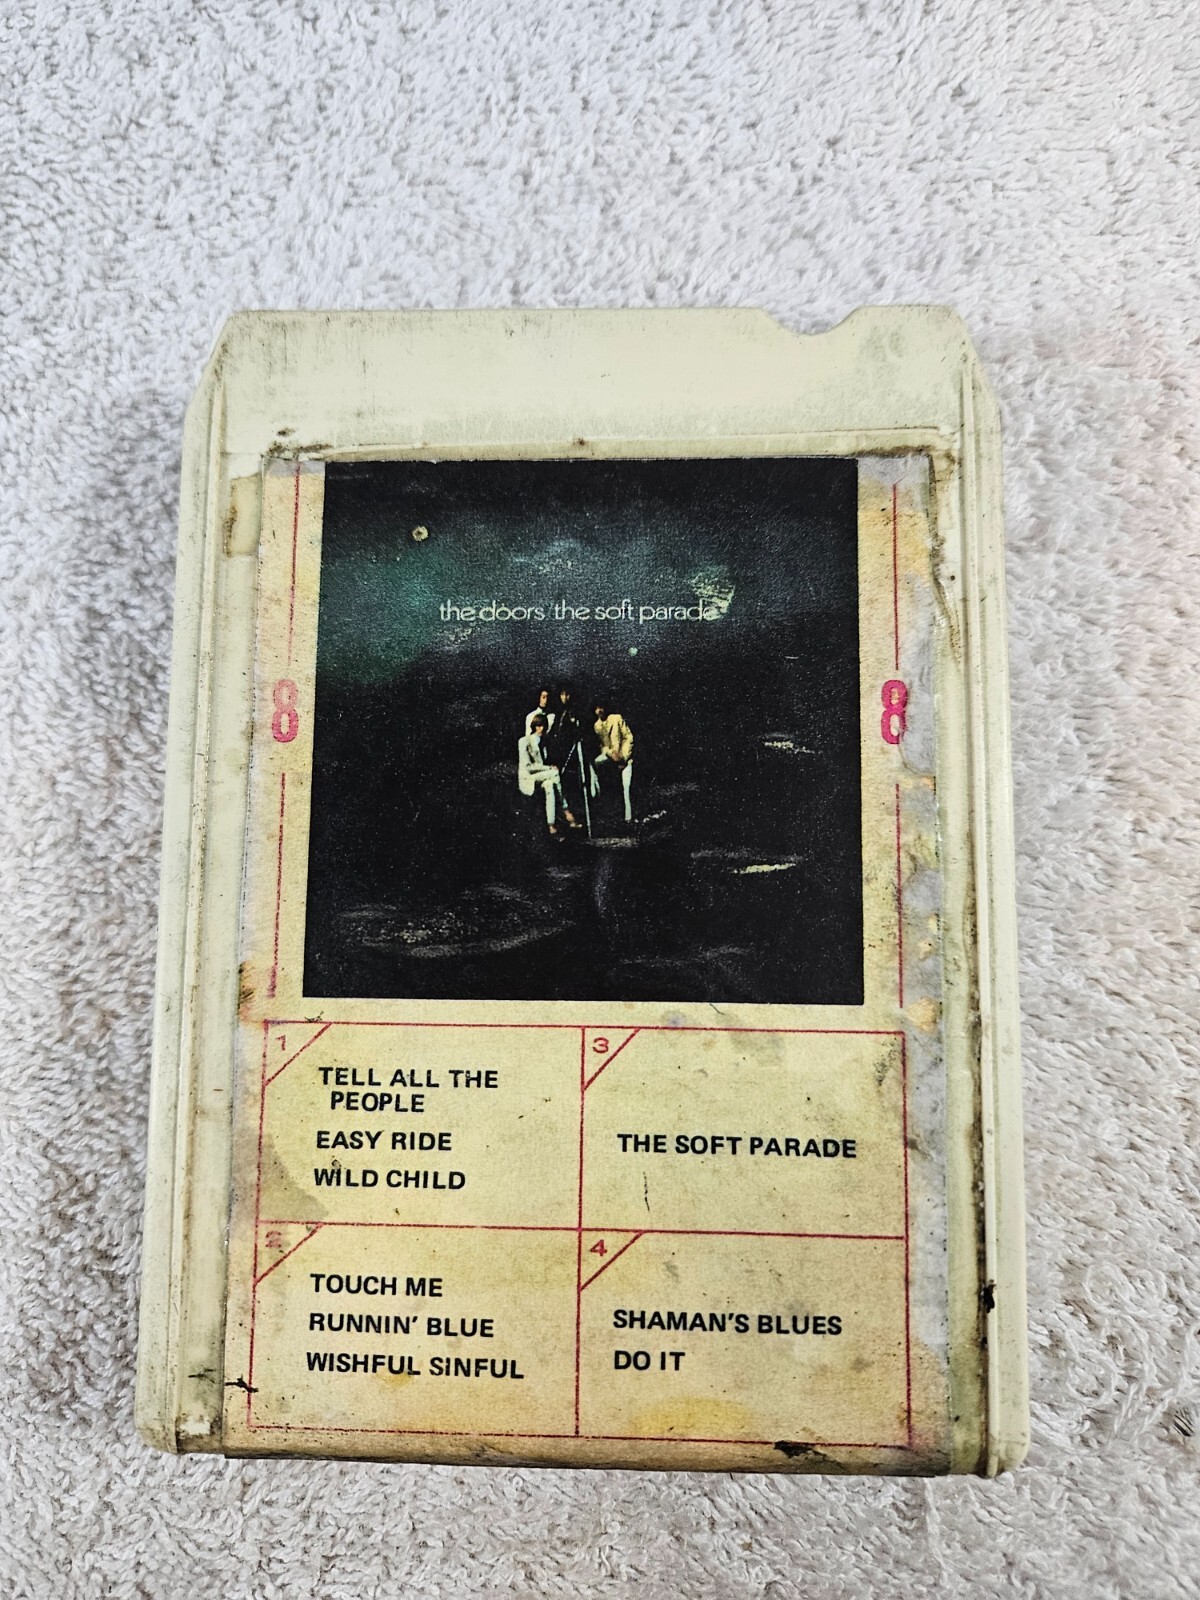 the doors/the soft parade
8
8
1
TELL ALL THE
PEOPLE
EASY RIDE
WILD CHILD
2
TOUCH ME
RUNNIN' BLUE
WISHFUL SINFUL
3
THE SOFT PARADE
4
SHAMAN'S BLUES
DO IT